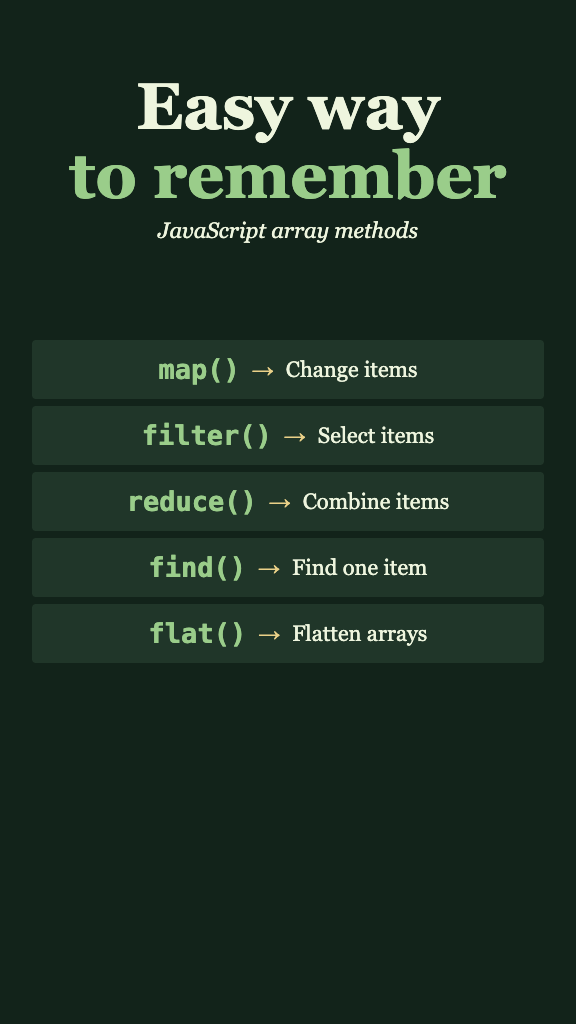 Easy way
to remember
JavaScript array methods
map() → Change items
filter() → Select items
reduce() → Combine items
find() → Find one item
flat() → Flatten arrays